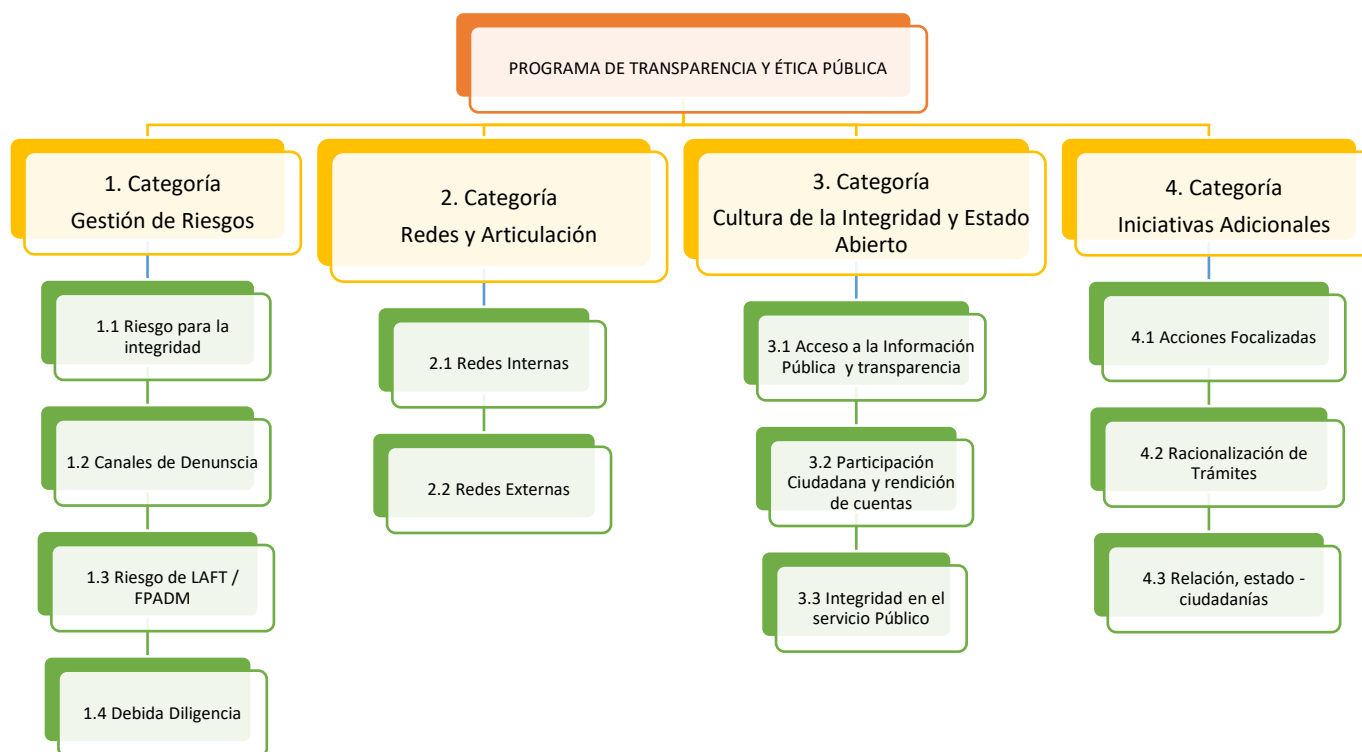 PROGRAMA DE TRANSPARENCIA Y ÉTICA PÚBLICA
1. Categoría
Gestión de Riesgos
1.1 Riesgo para la
integridad
1.2 Canales de Denunscia
1.3 Riesgo de LAFT /
FPADM
1.4 Debida Diligencia
2. Categoría
Redes y Articulación
2.1 Redes Internas
2.2 Redes Externas
3. Categoría
Cultura de la Integridad y Estado
Abierto
3.1 Acceso a la Información
Pública y transparencia
3.2 Participación
Ciudadana y rendición
de cuentas
3.3 Integridad en el
servicio Público
4. Categoría
Iniciativas Adicionales
4.1 Acciones Focalizadas
4.2 Racionalización de
Trámites
4.3 Relación, estado -
ciudadanías